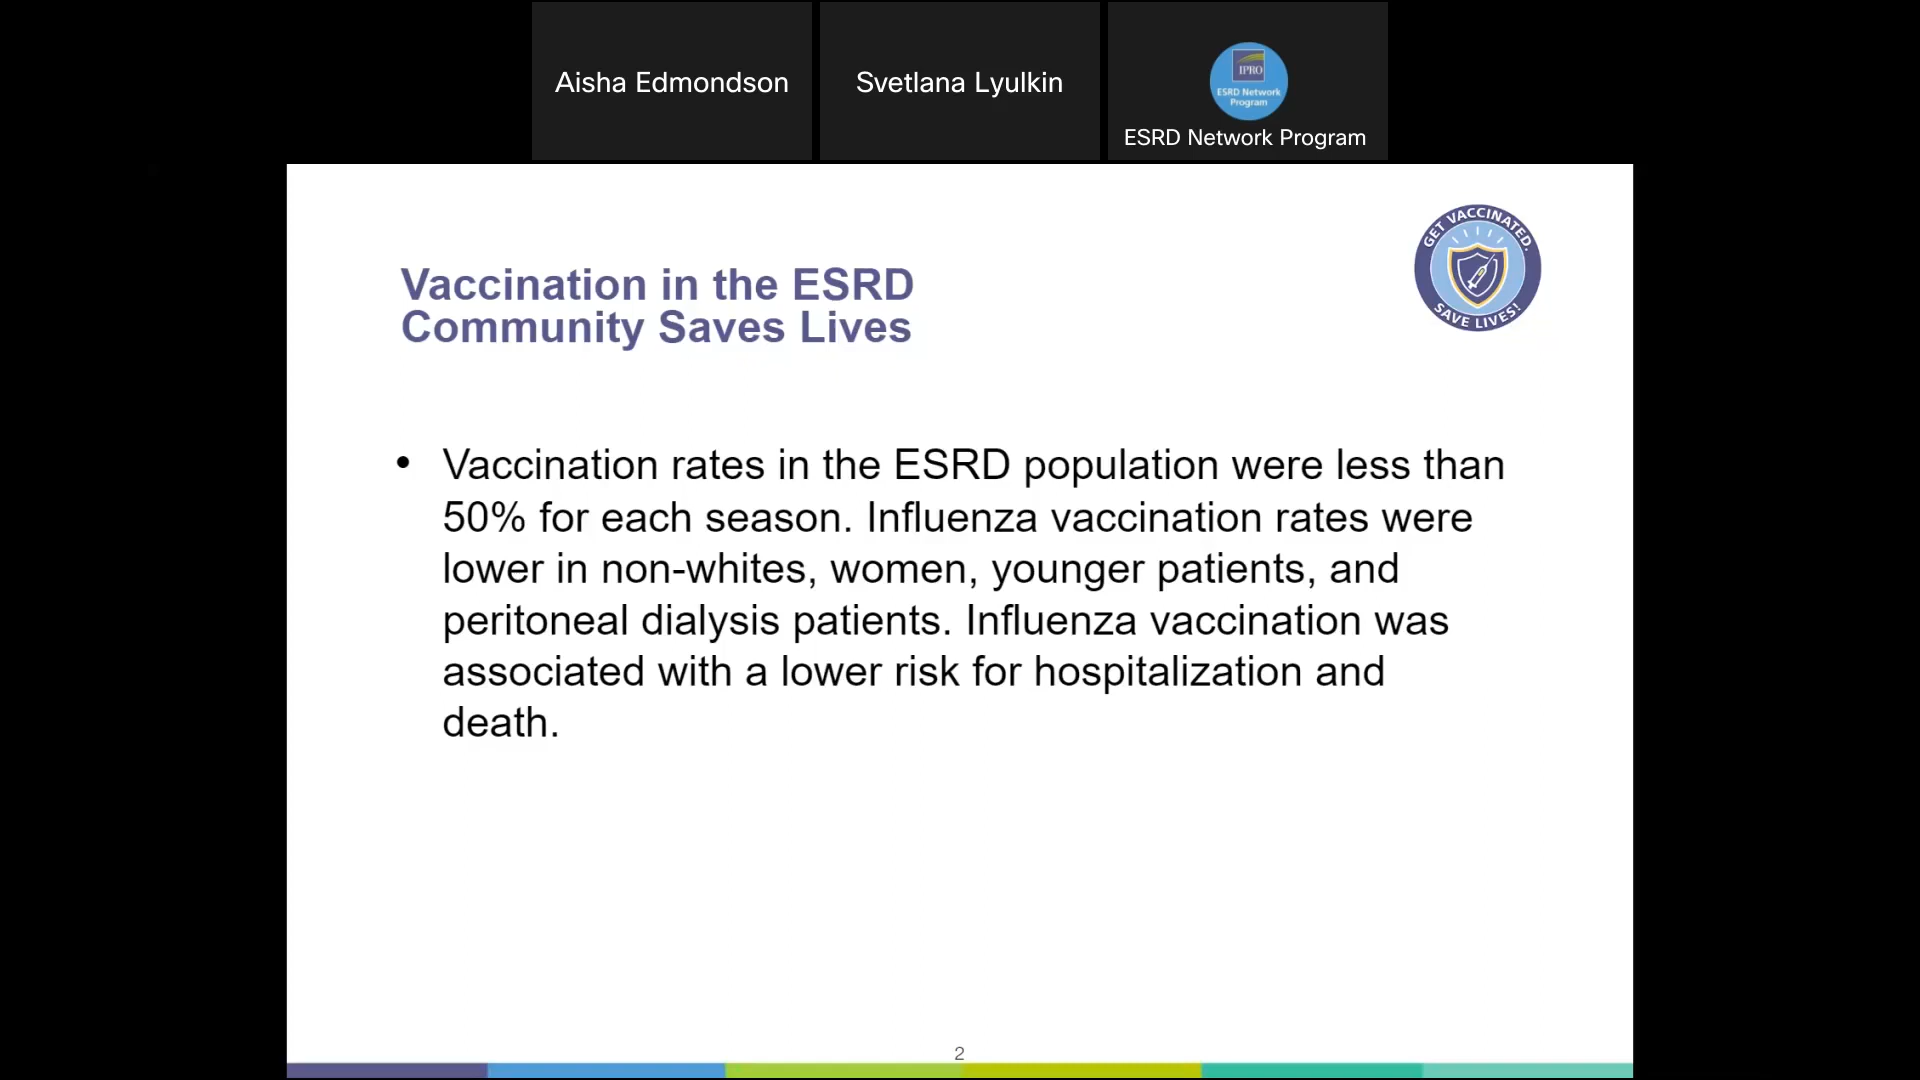 Aisha Edmondson
Svetlana Lyulkin
IPRO
ESRD Network
Program
ESRD Network Program
GET VACCINATED.
SAVE LIVES!
Vaccination in the ESRD
Community Saves Lives
• Vaccination rates in the ESRD population were less than
50% for each season. Influenza vaccination rates were
lower in non-whites, women, younger patients, and
peritoneal dialysis patients. Influenza vaccination was
associated with a lower risk for hospitalization and
death.
2